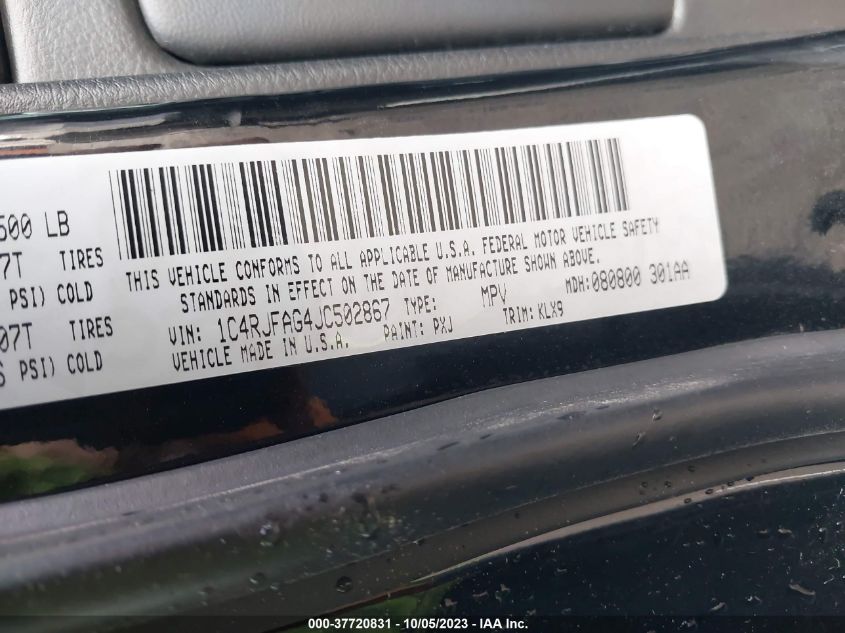 500 LB
7T TIRES
PSI) COLD
07T TIRES
PSI) COLD
THIS VEHICLE CONFORMS TO ALL APPLICABLE U.S.A. FEDERAL MOTOR VEHICLE SAFETY
STANDARDS IN EFFECT ON THE DATE OF MANUFACTURE SHOWN ABOVE.
MDH: 080800 301AA
VIN: 1C4RJFAG4JC502867 TYPE: MPV
VEHICLE MADE IN U.S.A. PAINT: PXJ TRIM: KLX9
000-37720831 - 10/05/2023 - IAA Inc.